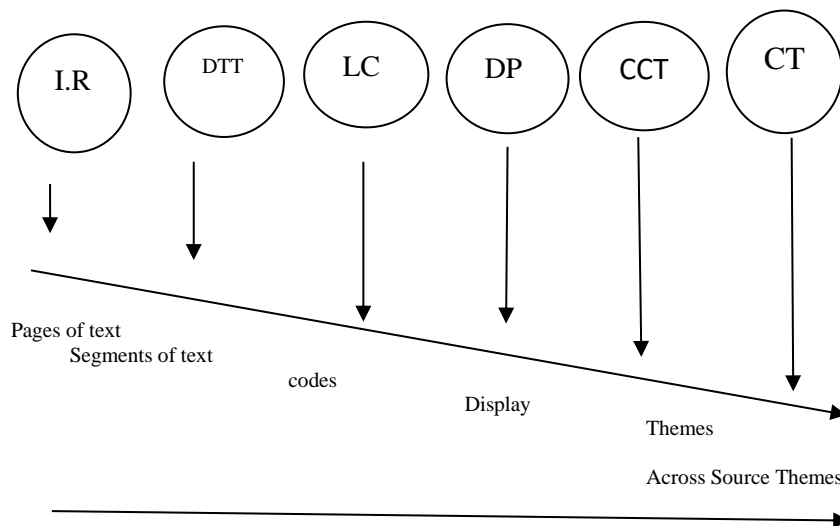 I.R
DTT
LC
DP
CCT
CT
Pages of text
Segments of text
codes
Display
Themes
Across Source Themes